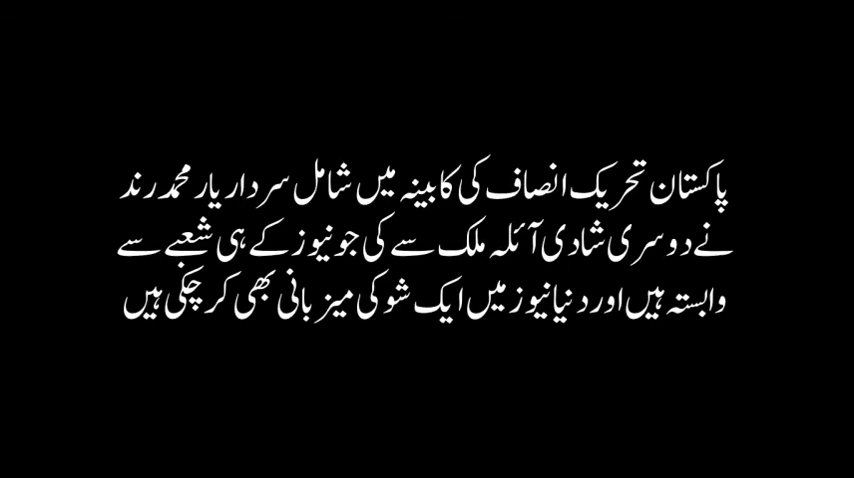 پاکستان تحریک انصاف کی کابینہ میں شامل سردار یار محمد رند
نے دوسری شادی آئلہ ملک سے کی جو نیوز کے ہی شعبے سے
وابستہ ہیں اور دنیا نیوز میں ایک شو کی میزبانی بھی کر چکی ہیں